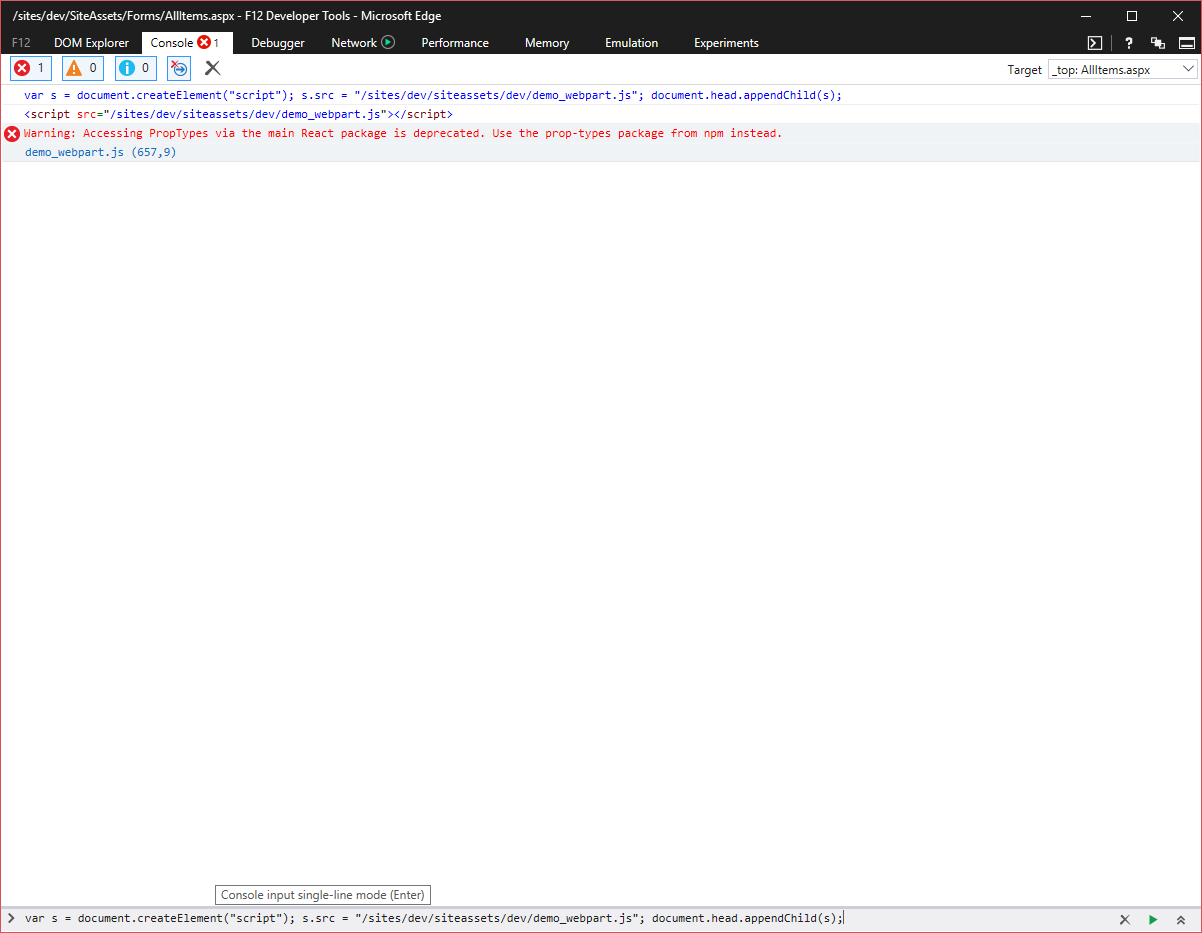 /sites/dev/SiteAssets/Forms/AllItems.aspx - F12 Developer Tools - Microsoft Edge
F12 DOM Explorer Console 1 Debugger Network Performance Memory Emulation Experiments ?
1 0 0 Target _top: AllItems.aspx
var s = document.createElement("script"); s.src = "/sites/dev/siteassets/dev/demo_webpart.js"; document.head.appendChild(s);
<script src="/sites/dev/siteassets/dev/demo_webpart.js"></script>
Warning: Accessing PropTypes via the main React package is deprecated. Use the prop-types package from npm instead.
demo_webpart.js (657,9)
Console input single-line mode (Enter)
var s = document.createElement("script"); s.src = "/sites/dev/siteassets/dev/demo_webpart.js"; document.head.appendChild(s);